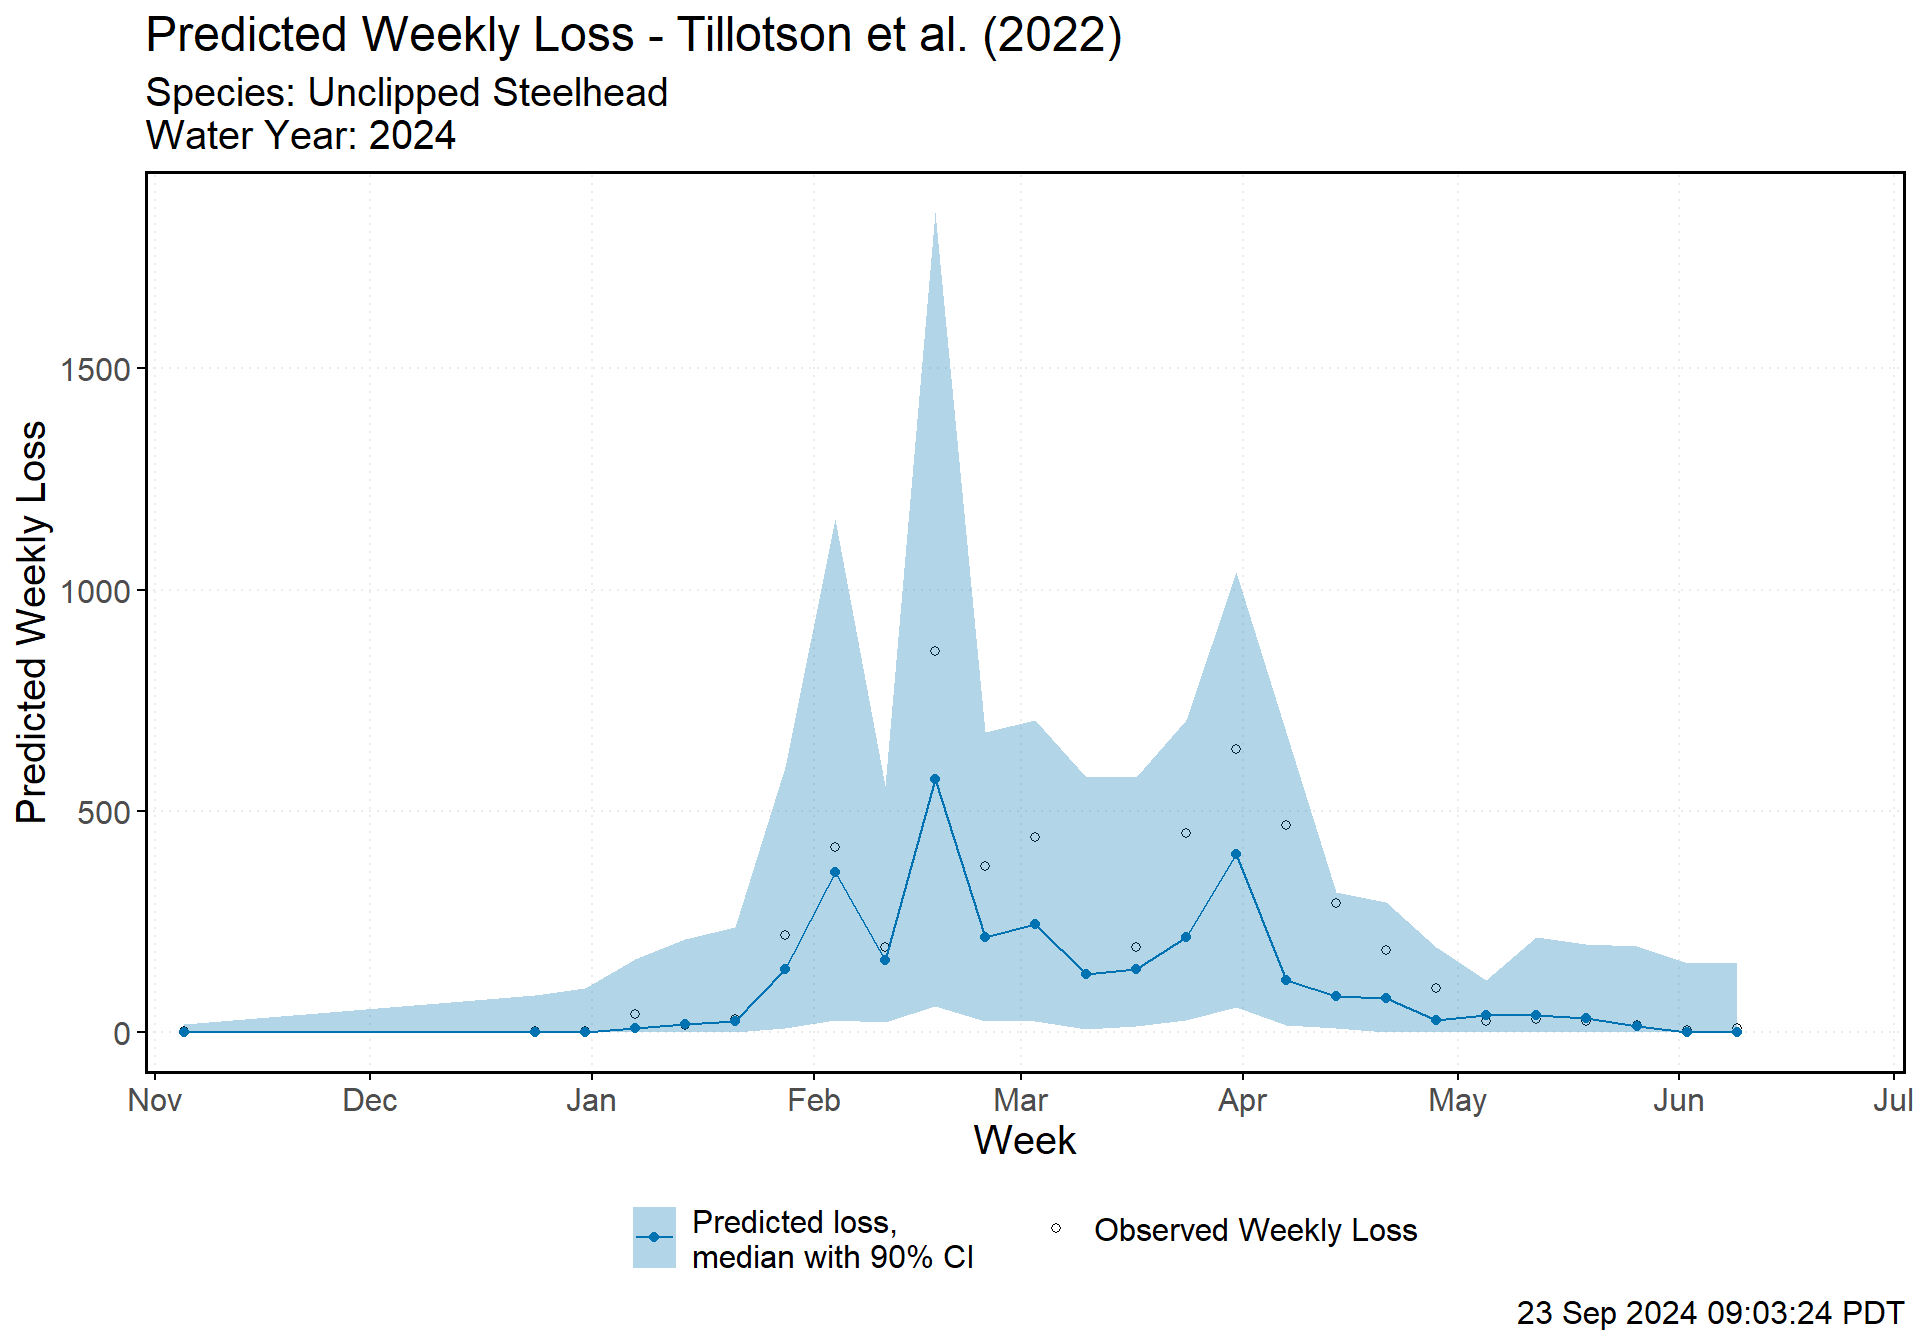 Predicted Weekly Loss - Tillotson et al. (2022)
Species: Unclipped Steelhead
Water Year: 2024
Predicted Weekly Loss
1500
1000
500
0
Nov Dec Jan Feb Mar Apr May Jun Jul
Week
Predicted loss,
median with 90% CI
Observed Weekly Loss
23 Sep 2024 09:03:24 PDT